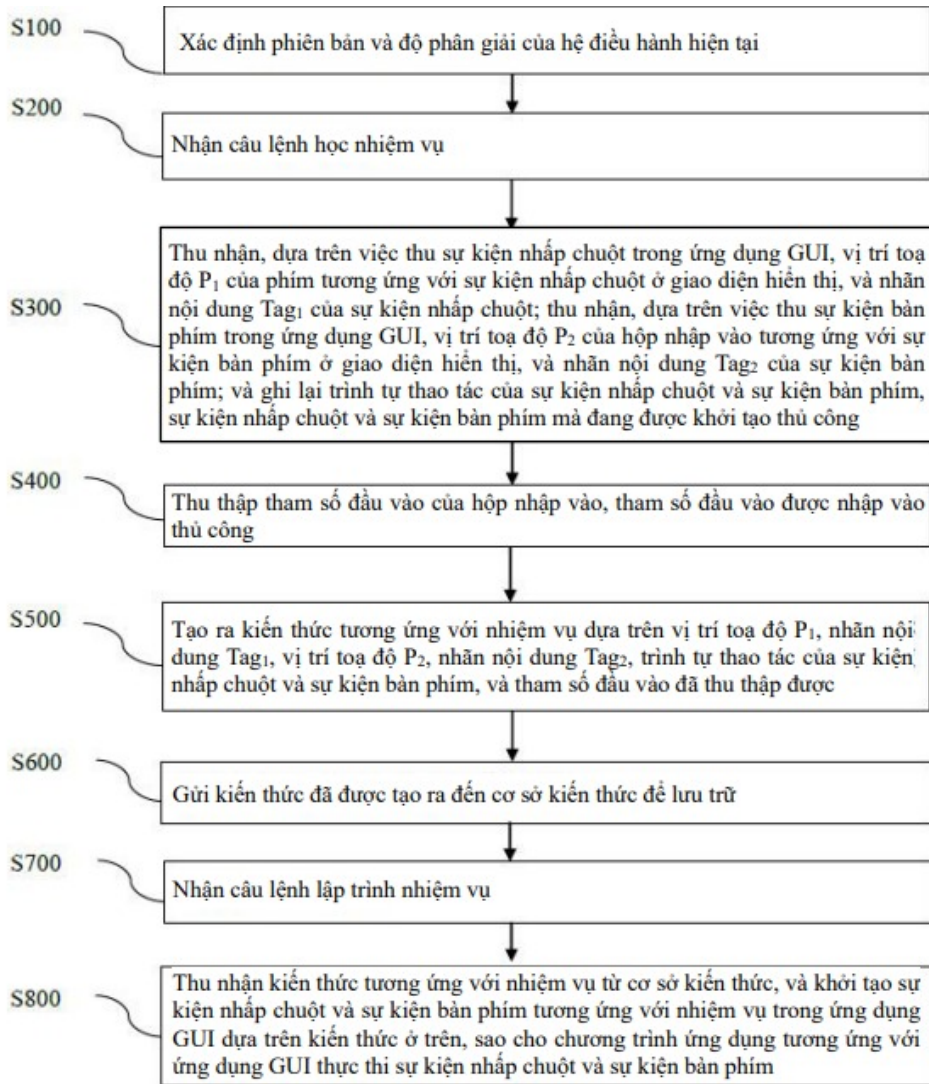 S100
Xác định phiên bản và độ phân giải của hệ điều hành hiện tại
S200
Nhận câu lệnh học nhiệm vụ
S300
Thu nhận, dựa trên việc thu sự kiện nhấp chuột trong ứng dụng GUI, vị trí toạ
độ P₁ của phím tương ứng với sự kiện nhấp chuột ở giao diện hiển thị, và nhãn
nội dung Tag₁ của sự kiện nhấp chuột; thu nhận, dựa trên việc thu sự kiện bàn
phím trong ứng dụng GUI, vị trí toạ độ P₂ của hộp nhập vào tương ứng với sự
kiện bàn phím ở giao diện hiển thị, và nhãn nội dung Tag₂ của sự kiện bàn
phím; và ghi lại trình tự thao tác của sự kiện nhấp chuột và sự kiện bàn phím,
sự kiện nhấp chuột và sự kiện bàn phím mà đang được khởi tạo thủ công
S400
Thu thập tham số đầu vào của hộp nhập vào, tham số đầu vào được nhập vào
thủ công
S500
Tạo ra kiến thức tương ứng với nhiệm vụ dựa trên vị trí toạ độ P₁, nhãn nội
dung Tag₁, vị trí toạ độ P₂, nhãn nội dung Tag₂, trình tự thao tác của sự kiện
nhấp chuột và sự kiện bàn phím, và tham số đầu vào đã thu thập được
S600
Gửi kiến thức đã được tạo ra đến cơ sở kiến thức để lưu trữ
S700
Nhận câu lệnh lập trình nhiệm vụ
S800
Thu nhận kiến thức tương ứng với nhiệm vụ từ cơ sở kiến thức, và khởi tạo sự
kiện nhấp chuột và sự kiện bàn phím tương ứng với nhiệm vụ trong ứng dụng
GUI dựa trên kiến thức ở trên, sao cho chương trình ứng dụng tương ứng với
ứng dụng GUI thực thi sự kiện nhấp chuột và sự kiện bàn phím